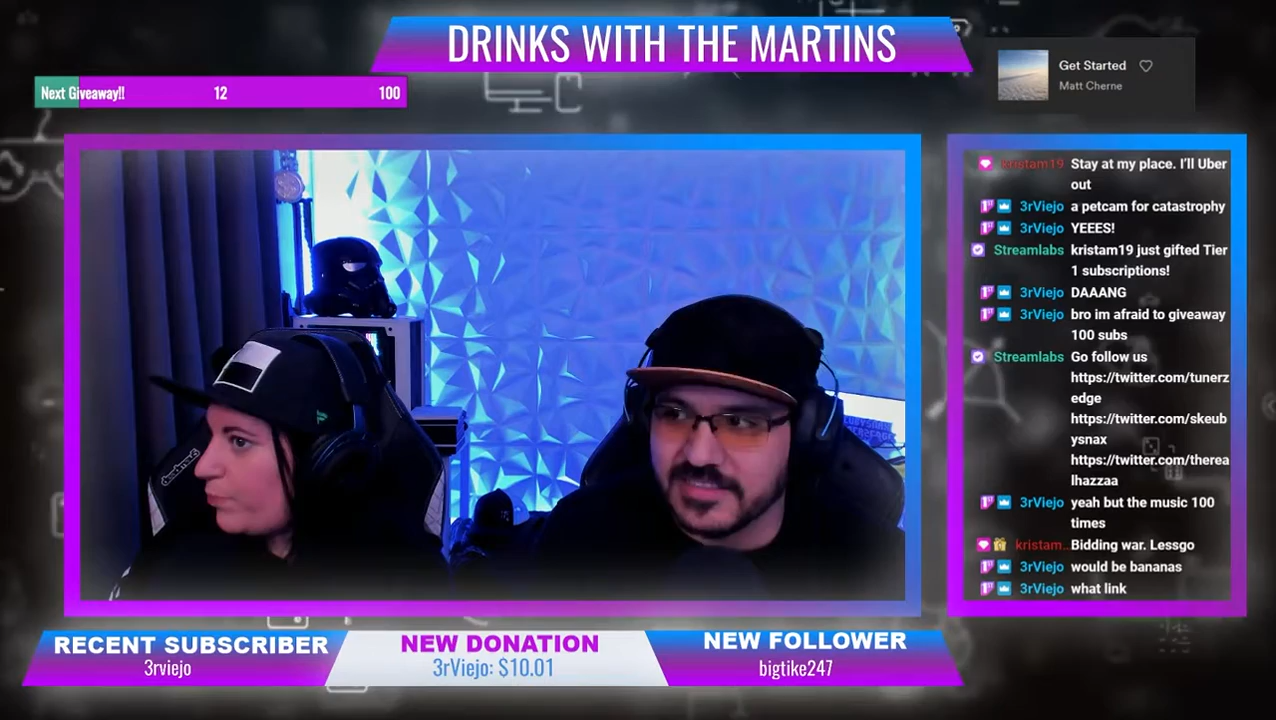 DRINKS WITH THE MARTINS
Get Started
Matt Cherne
Next Giveaway!! 12 100
kristam19 Stay at my place. I'll Uber
out
3rViejo a petcam for catastrophy
3rViejo YEEES!
Streamlabs kristam19 just gifted Tier
1 subscriptions!
3rViejo DAAANG
3rViejo bro im afraid to giveaway
100 subs
Streamlabs Go follow us
https://twitter.com/tunerz
edge
https://twitter.com/skeub
ysnax
https://twitter.com/therea
lhazzaa
3rViejo yeah but the music 100
times
kristam... Bidding war. Lessgo
3rViejo would be bananas
3rViejo what link
RECENT SUBSCRIBER
3rviejo
NEW DONATION
3rViejo: $10.01
NEW FOLLOWER
bigtike247